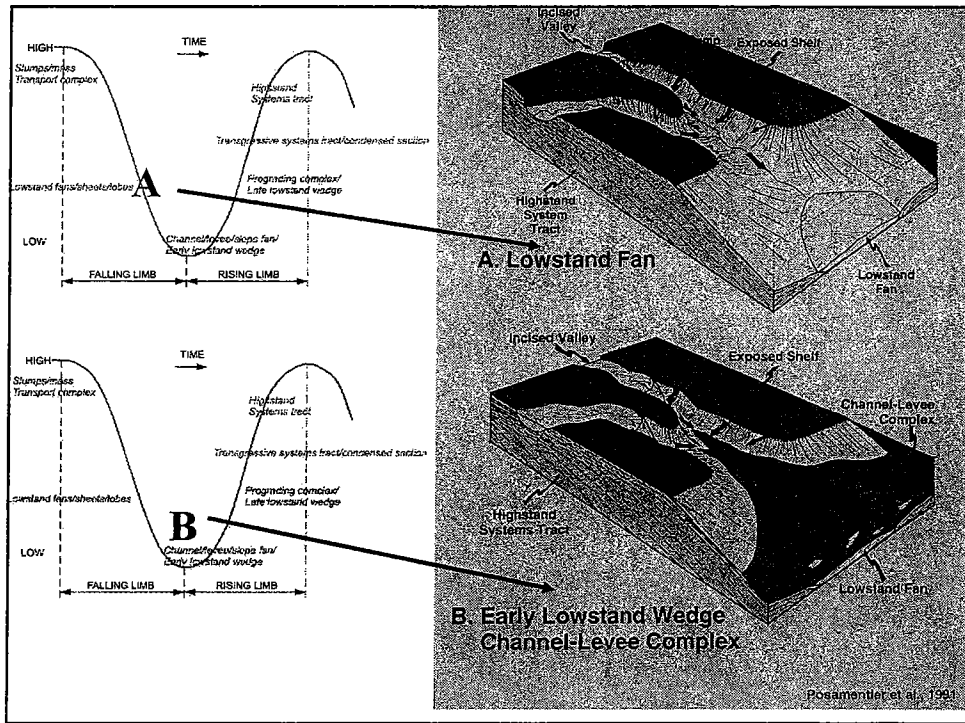 HIGH
TIME
Slumps/mass
Transport complex
Highstand
Systems tract
Transgressive systems tract/condensed section
Lowstand fans/sheets/lobes
A
Prograding complex/
Late lowstand wedge
LOW
Channel/levee/slope fan/
Early lowstand wedge
FALLING LIMB
RISING LIMB
Incised
Valley
Exposed Shelf
Highstand
System
Tract
A. Lowstand Fan
Lowstand
Fan
HIGH
TIME
Slumps/mass
Transport complex
Highstand
Systems tract
Transgressive systems tract/condensed section
Lowstand fans/sheets/lobes
B
Prograding complex/
Late lowstand wedge
LOW
Channel/levee/slope fan/
Early lowstand wedge
FALLING LIMB
RISING LIMB
Incised Valley
Exposed Shelf
Channel-Levee
Complex
Highstand
Systems Tract
Lowstand Fan
B. Early Lowstand Wedge
Channel-Levee Complex
Posamentier et al., 1991